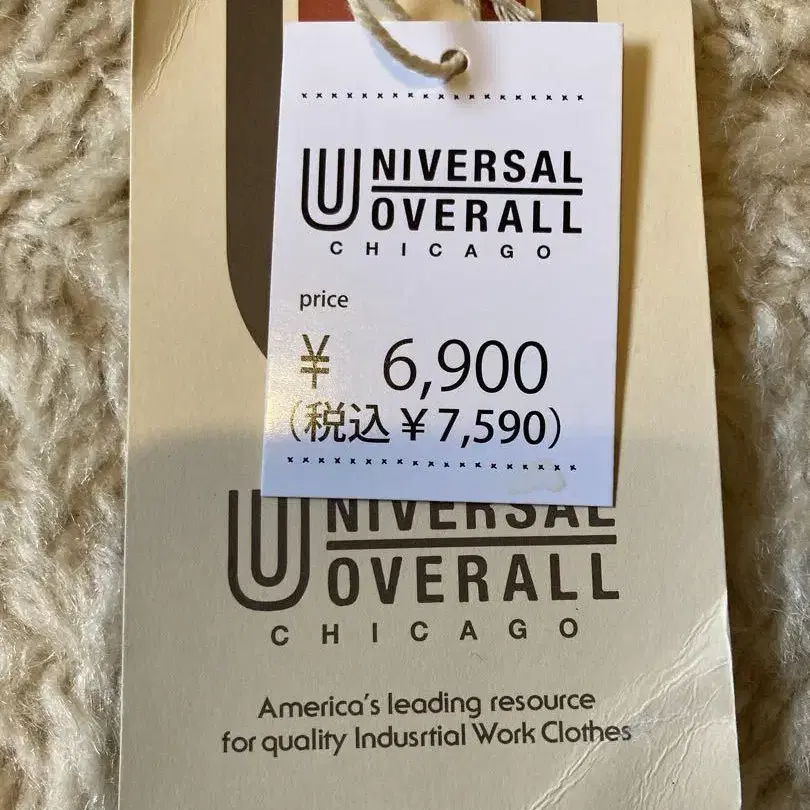 UNIVERSAL
OVERALL
CHICAGO
price
¥ 6,900
(税込¥7,590)
UNIVERSAL
OVERALL
CHICAGO
America's leading resource
for quality Indusrtial Work Clothes